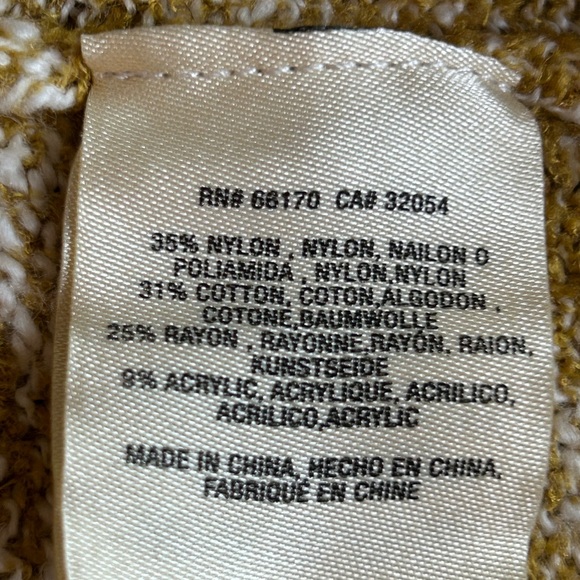 RN# 66170 CA# 32054
35% NYLON , NYLON, NAILON O
POLIAMIDA , NYLON,NYLON
31% COTTON, COTON,ALGODON ,
COTONE,BAUMWOLLE
25% RAYON , RAYONNE,RAYÓN, RAION,
KUNSTSEIDE
9% ACRYLIC, ACRYLIQUE, ACRILICO,
ACRILICO,ACRYLIC
MADE IN CHINA, HECHO EN CHINA,
FABRIQUÉ EN CHINE